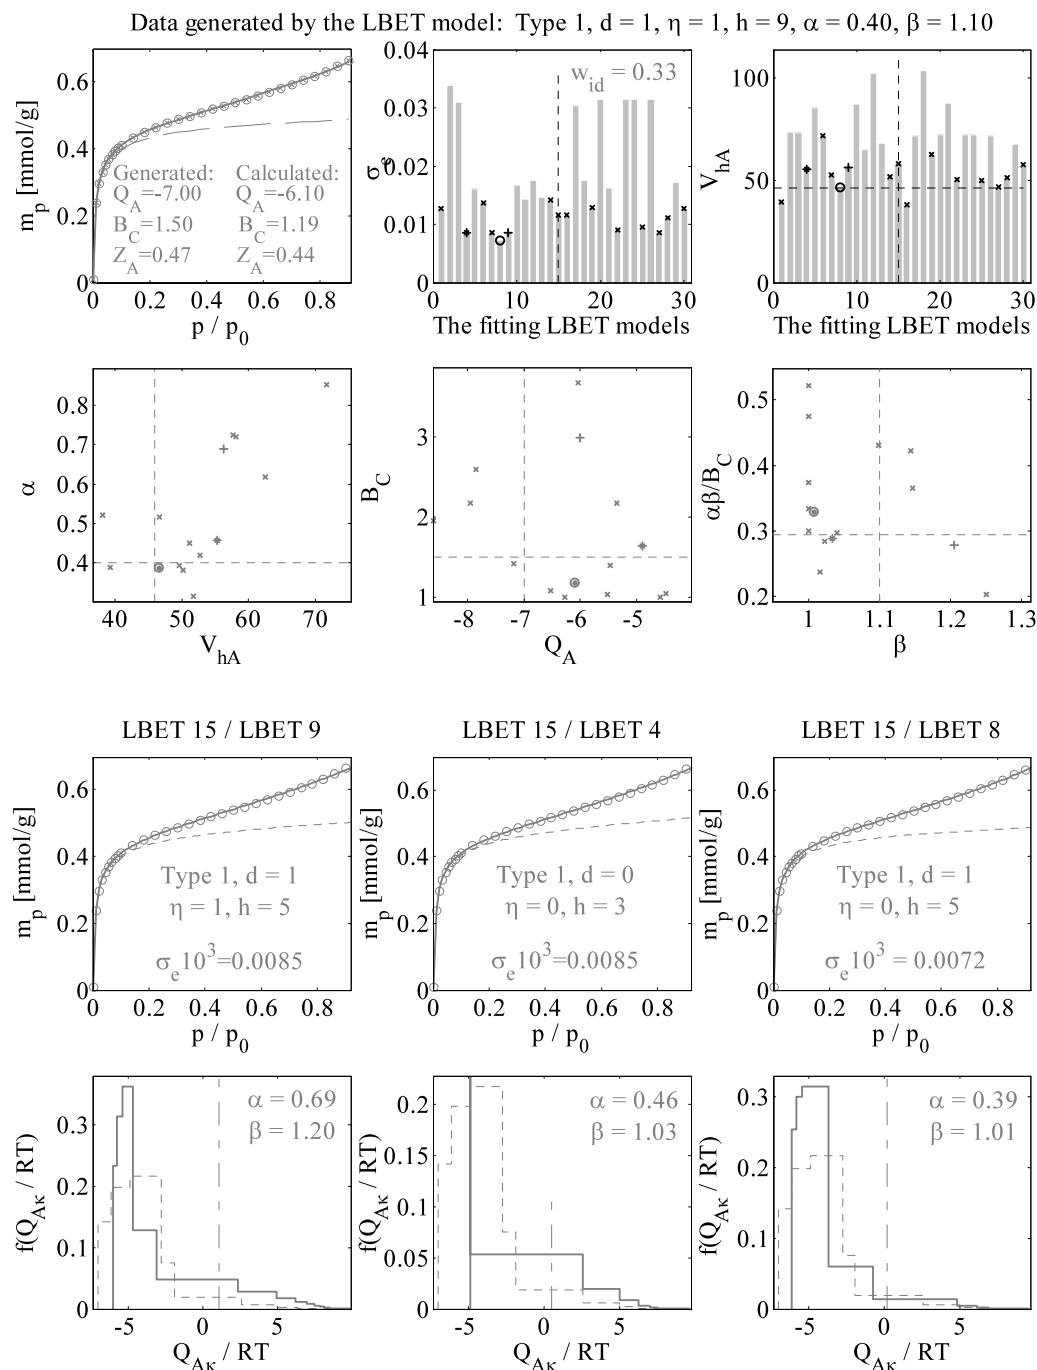 Data generated by the LBET model: Type 1, d = 1, η = 1, h = 9, α = 0.40, β = 1.10
m_p [mmol/g]
0.6
0.4
0.2
0
Generated: Calculated:
Q_A=-7.00 Q_A=-6.10
B_C=1.50 B_C=1.19
Z_A=0.47 Z_A=0.44
0 0.2 0.4 0.6 0.8
p / p_0
σ_e
0.04
0.03
0.02
0.01
0
w_id = 0.33
0 10 20 30
The fitting LBET models
V_hA
100
50
0
0 10 20 30
The fitting LBET models
α
0.8
0.7
0.6
0.5
0.4
40 50 60 70
V_hA
B_C
3
2
1
-8 -7 -6 -5
Q_A
αβ/B_C
0.5
0.4
0.3
0.2
1 1.1 1.2 1.3
β
LBET 15 / LBET 9
m_p [mmol/g]
0.6
0.4
0.2
0
Type 1, d = 1
η = 1, h = 5
σ_e10^3=0.0085
0 0.2 0.4 0.6 0.8
p / p_0
LBET 15 / LBET 4
m_p [mmol/g]
0.6
0.4
0.2
0
Type 1, d = 0
η = 0, h = 3
σ_e10^3=0.0085
0 0.2 0.4 0.6 0.8
p / p_0
LBET 15 / LBET 8
m_p [mmol/g]
0.6
0.4
0.2
0
Type 1, d = 1
η = 0, h = 5
σ_e10^3 = 0.0072
0 0.2 0.4 0.6 0.8
p / p_0
f(Q_Aκ / RT)
0.3
0.2
0.1
0
α = 0.69
β = 1.20
-5 0 5
Q_Aκ / RT
f(Q_Aκ / RT)
0.2
0.15
0.1
0.05
0
α = 0.46
β = 1.03
-5 0 5
Q_Aκ / RT
f(Q_Aκ / RT)
0.3
0.2
0.1
0
α = 0.39
β = 1.01
-5 0 5
Q_Aκ / RT